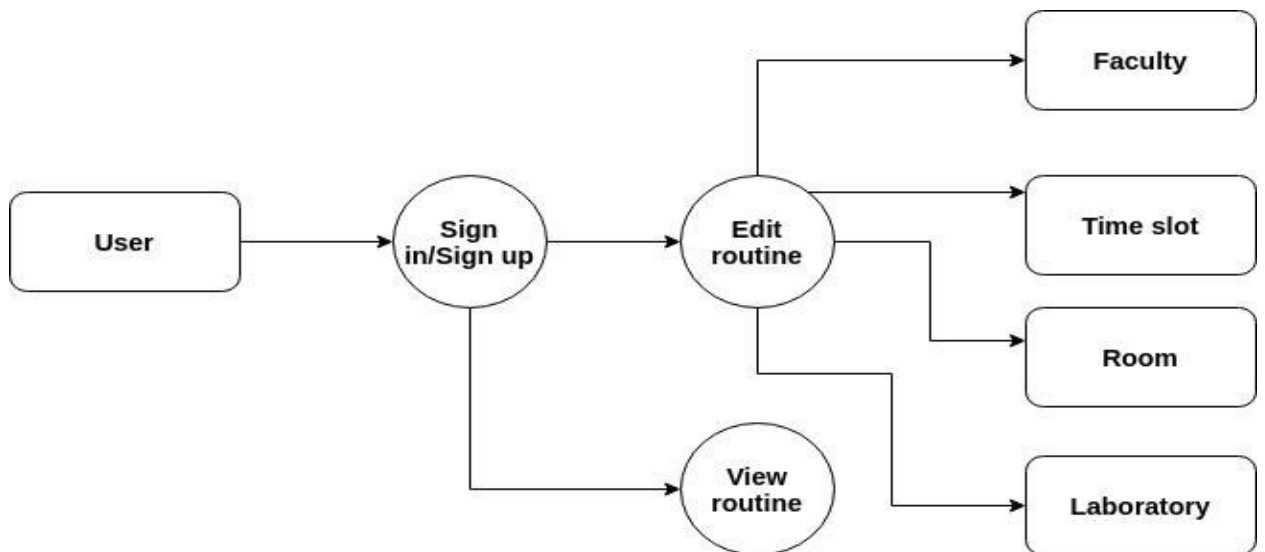 Faculty
Time slot
User
Sign
in/Sign up
Edit
routine
Room
View
routine
Laboratory